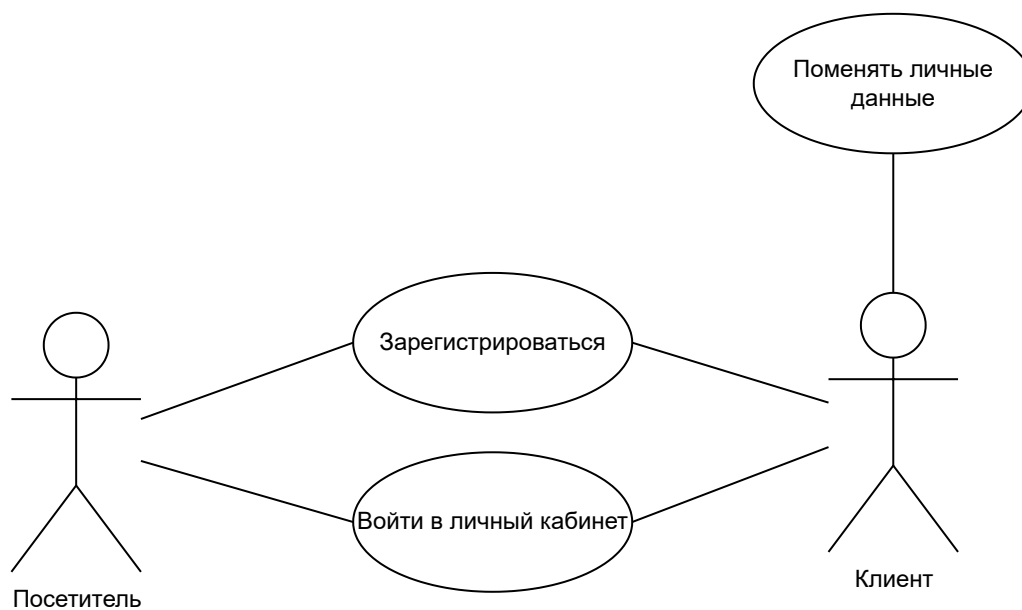 Поменять личные
данные
Зарегистрироваться
Войти в личный кабинет
Посетитель
Клиент